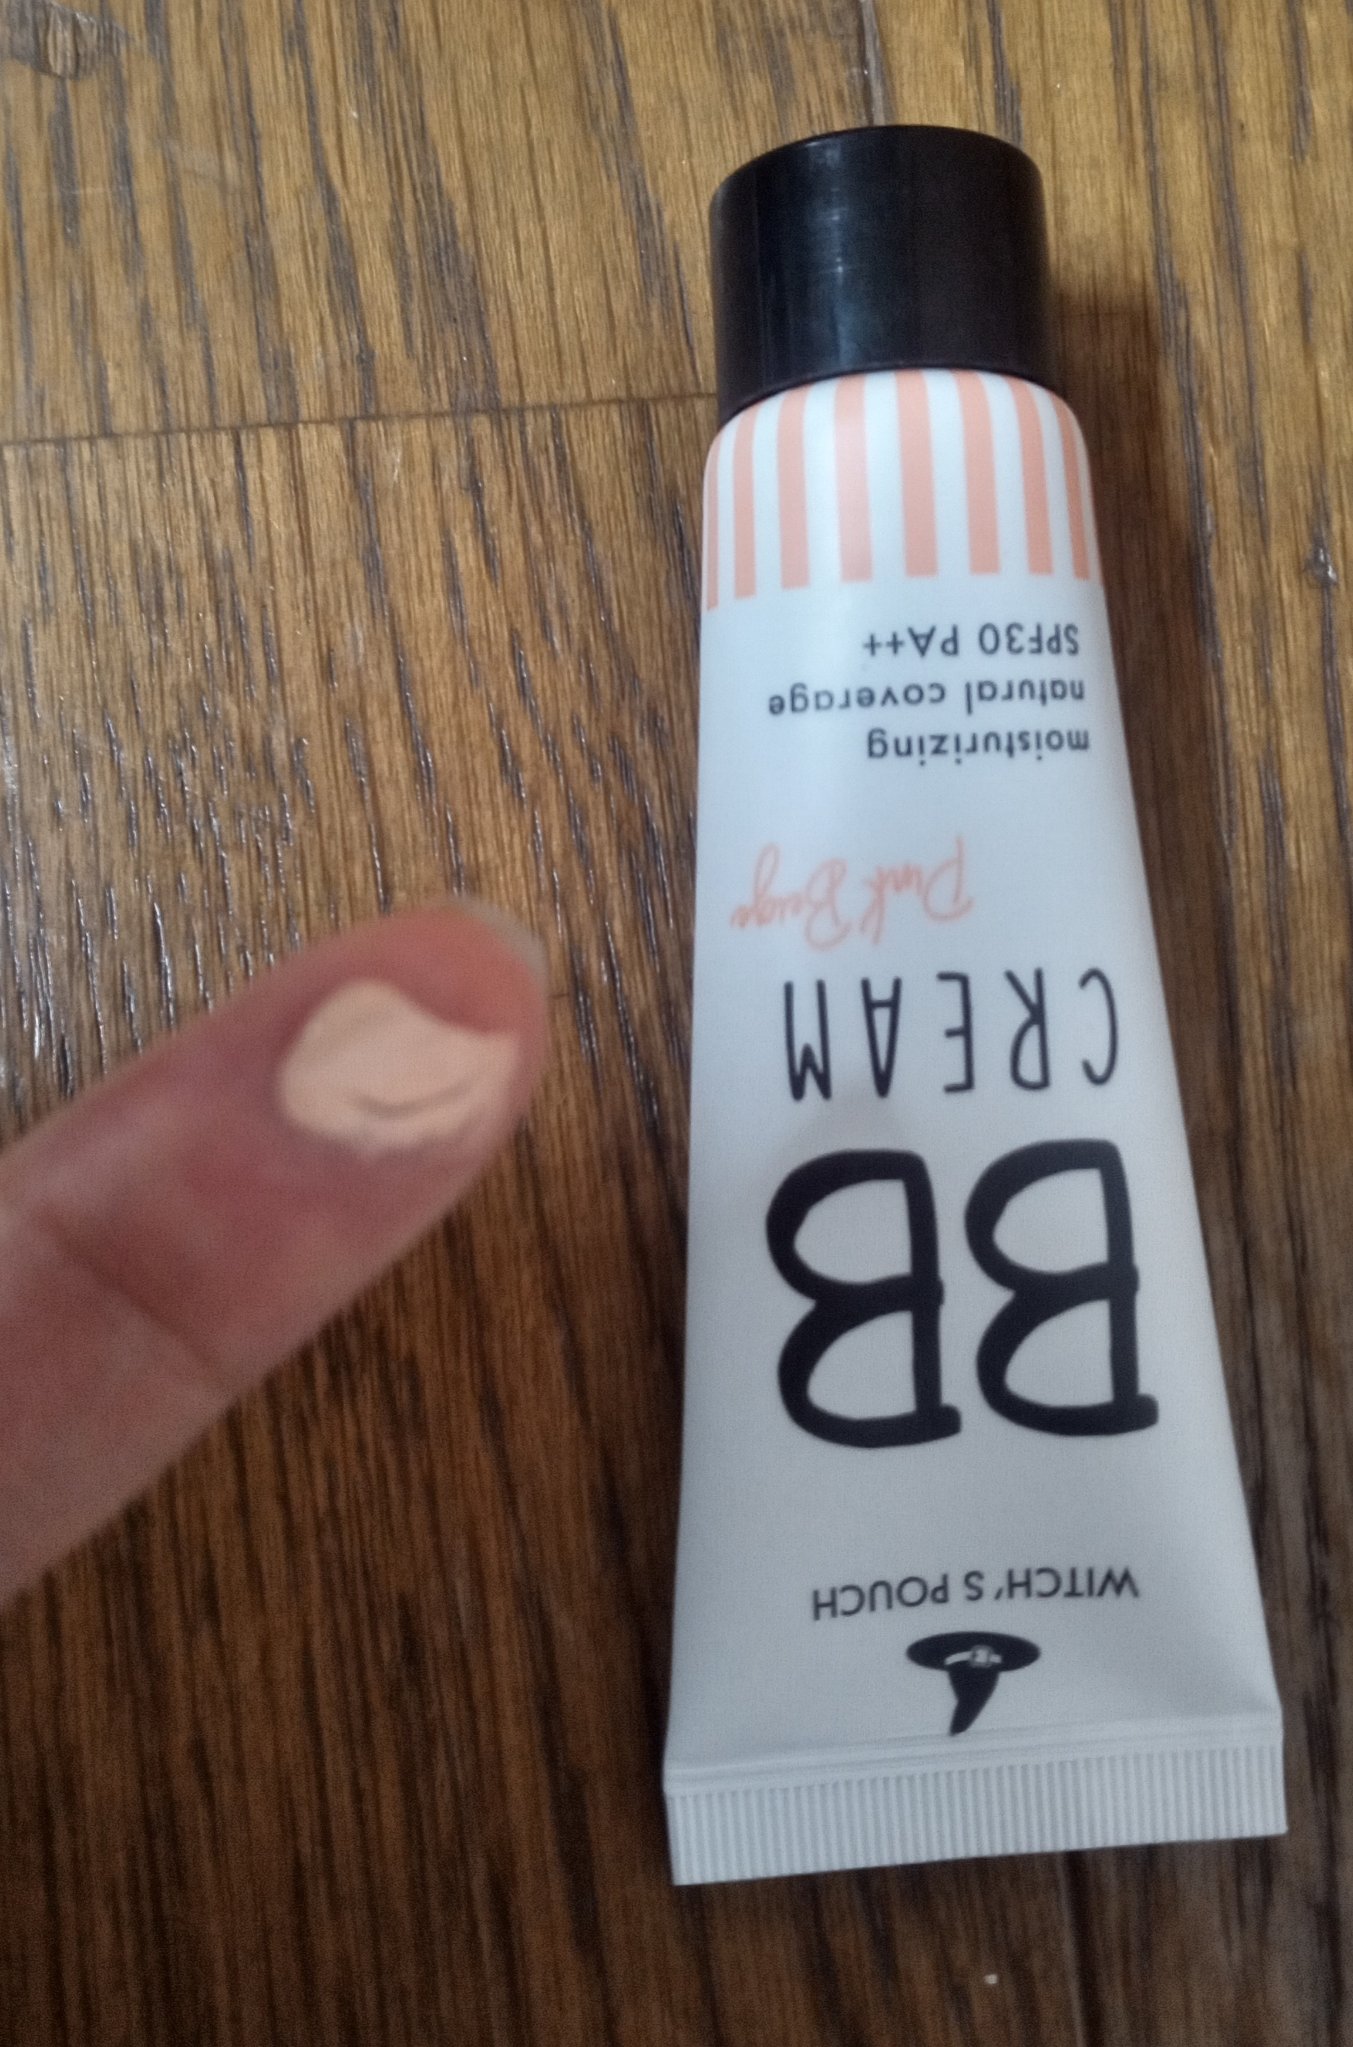 WITCH'S POUCH
BB
CREAM
Pink Beige
moisturizing
natural coverage
SPF30 PA++